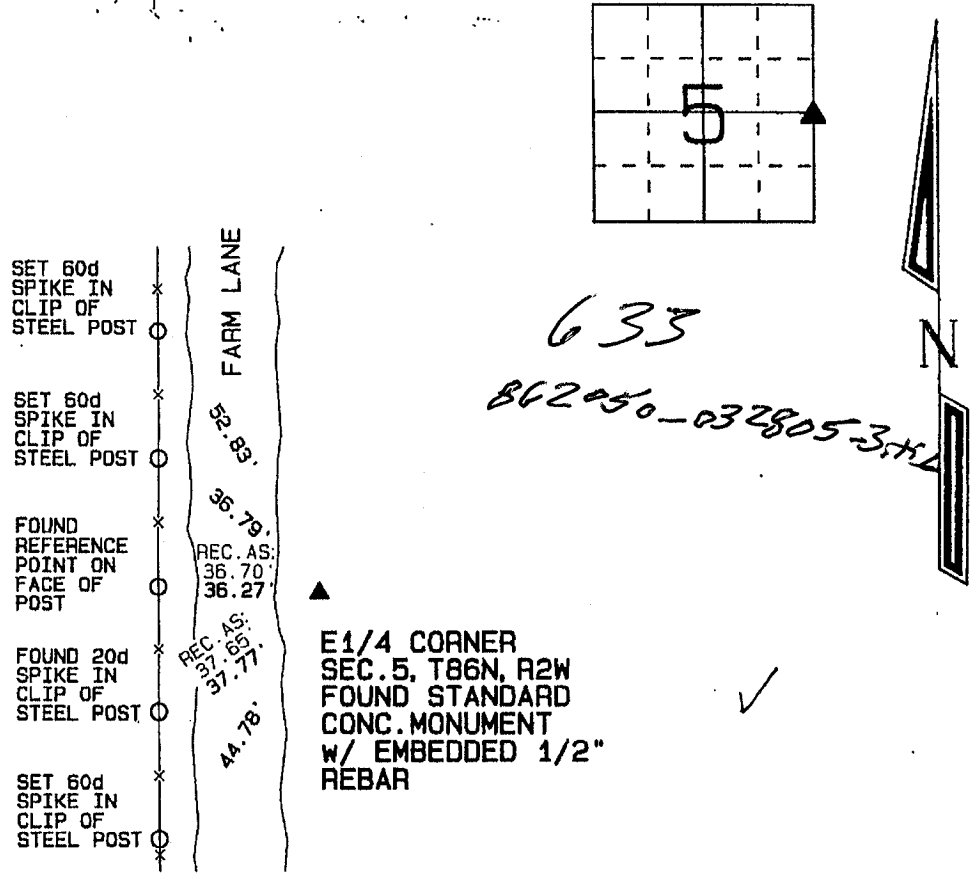 5
N
633
862050-032805-3.tif
SET 60d
SPIKE IN
CLIP OF
STEEL POST
SET 60d
SPIKE IN
CLIP OF
STEEL POST
FOUND
REFERENCE
POINT ON
FACE OF
POST
FOUND 20d
SPIKE IN
CLIP OF
STEEL POST
SET 60d
SPIKE IN
CLIP OF
STEEL POST
FARM LANE
52.83'
36.79'
REC. AS:
36.70'
36.27'
REC. AS:
37.65'
37.77'
44.78'
E1/4 CORNER
SEC.5, T86N, R2W
FOUND STANDARD
CONC.MONUMENT
W/ EMBEDDED 1/2"
REBAR